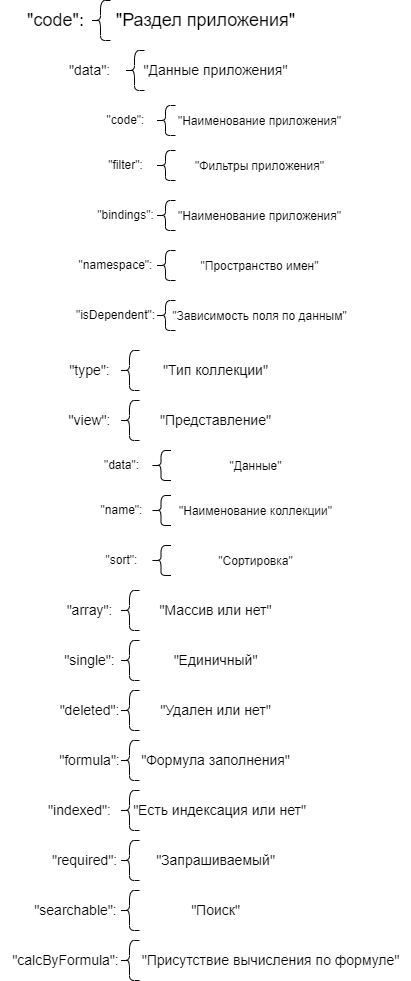 "code": "Раздел приложения"
"data": "Данные приложения"
"code": "Наименование приложения"
"filter": "Фильтры приложения"
"bindings": "Наименование приложения"
"namespace": "Пространство имен"
"isDependent": "Зависимость поля по данным"
"type": "Тип коллекции"
"view": "Представление"
"data": "Данные"
"name": "Наименование коллекции"
"sort": "Сортировка"
"array": "Массив или нет"
"single": "Единичный"
"deleted": "Удален или нет"
"formula": "Формула заполнения"
"indexed": "Есть индексация или нет"
"required": "Запрашиваемый"
"searchable": "Поиск"
"calcByFormula": "Присутствие вычисления по формуле"